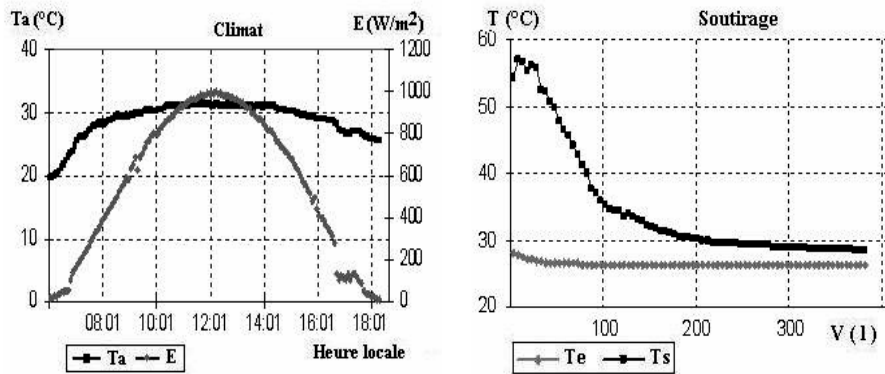 Ta (°C) Climat E (W/m²)
40 1200
1000
30 800
20 600
400
10 200
0 0
08:01 10:01 12:01 14:01 16:01 18:01
Ta E Heure locale
T (°C) Soutirage
60
50
40
30
20
100 200 300 V (l)
Te Ts